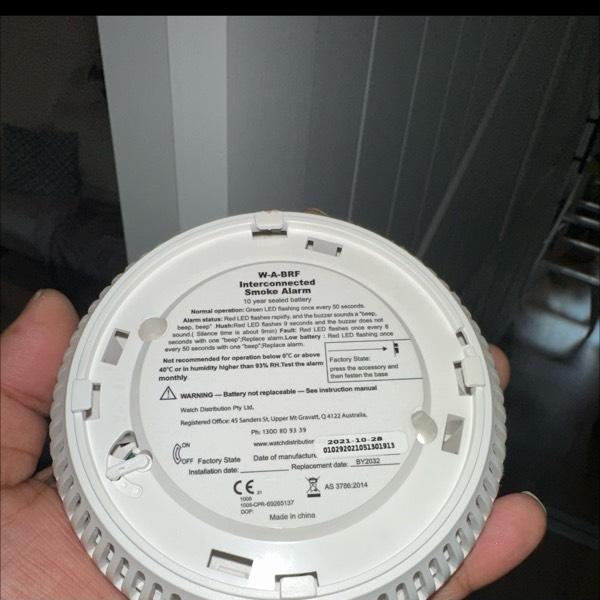 W-A-BRF
Interconnected
Smoke Alarm
10 year sealed battery
Normal operation: Green LED flashing once every 50 seconds.
Alarm status: Red LED flashes rapidly, and the buzzer sounds a "beep,
beep, beep" .Hush:Red LED flashes 9 seconds and the buzzer does not
sound.( Silence time is about 9min) Fault: Red LED flashes once every 8
seconds with one "beep";Replace alarm.Low battery : Red LED flashing once
every 50 seconds with one "beep";Replace alarm.
Not recommended for operation below 0°C or above
40°C or in humidity higher than 93% RH.Test the alarm
monthly.
Factory State:
press the accessory and
then fasten the base
WARNING — Battery not replaceable — See instruction manual
Watch Distribution Pty Ltd,
Registered Office: 45 Sanders St, Upper Mt Gravatt, Q 4122 Australia,
Ph: 1300 80 93 39
www.watchdistribution
ON
OFF Factory State
Date of manufacture
2021-10-28
010292021051301913
Installation date:
Replacement date: BY2032
CE 21
1008
1008-CPR-69265137
DOP:
AS 3786:2014
Made in china